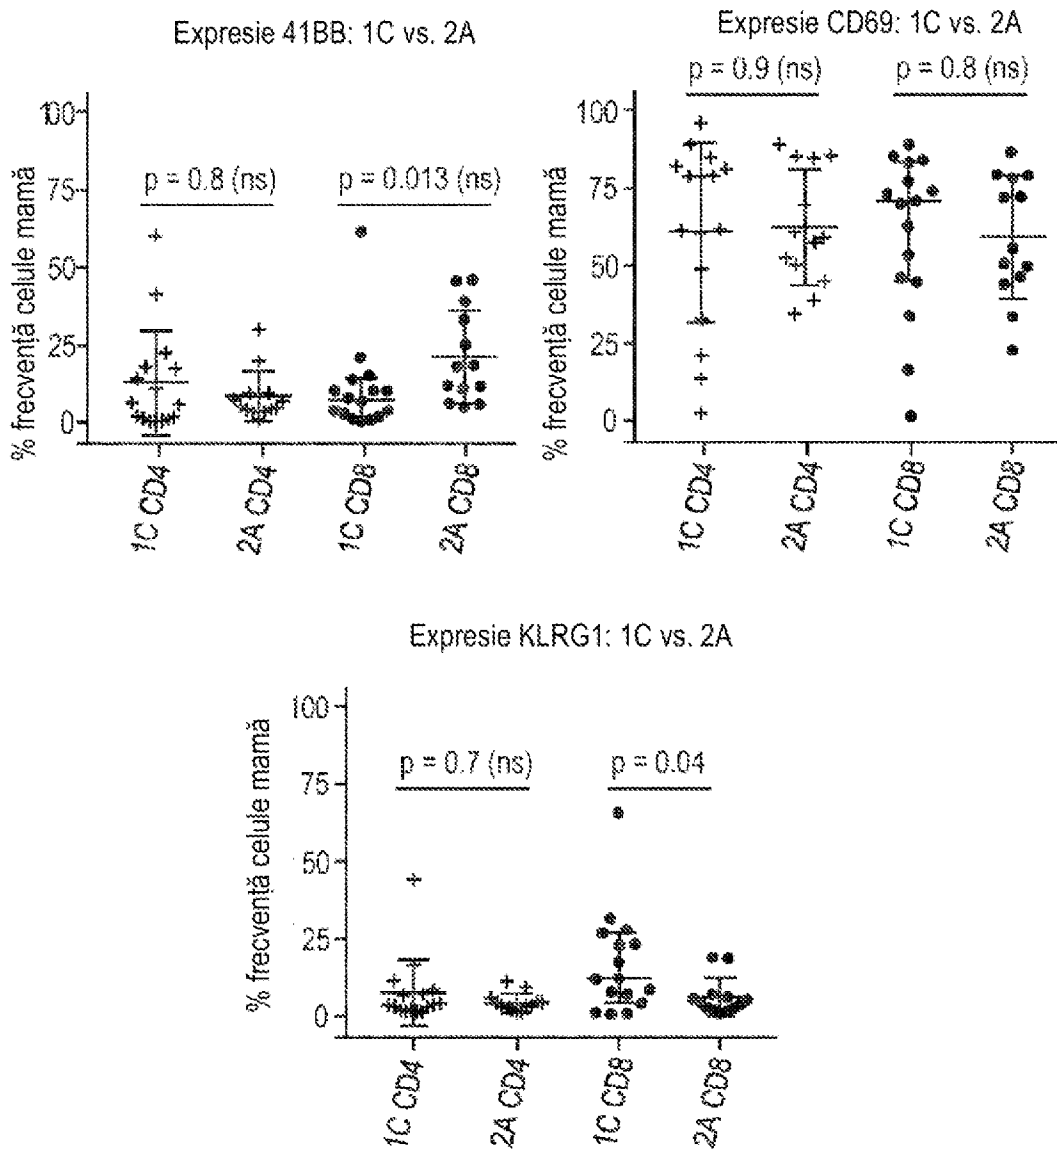 Expresie 41BB: 1C vs. 2A
p = 0.8 (ns)
p = 0.013 (ns)
% frecvență celule mamă
100
75
50
25
0
1C CD4
2A CD4
1C CD8
2A CD8
Expresie CD69: 1C vs. 2A
p = 0.9 (ns)
p = 0.8 (ns)
% frecvență celule mamă
100
75
50
25
0
1C CD4
2A CD4
1C CD8
2A CD8
Expresie KLRG1: 1C vs. 2A
p = 0.7 (ns)
p = 0.04
% frecvență celule mamă
100
75
50
25
0
1C CD4
2A CD4
1C CD8
2A CD8